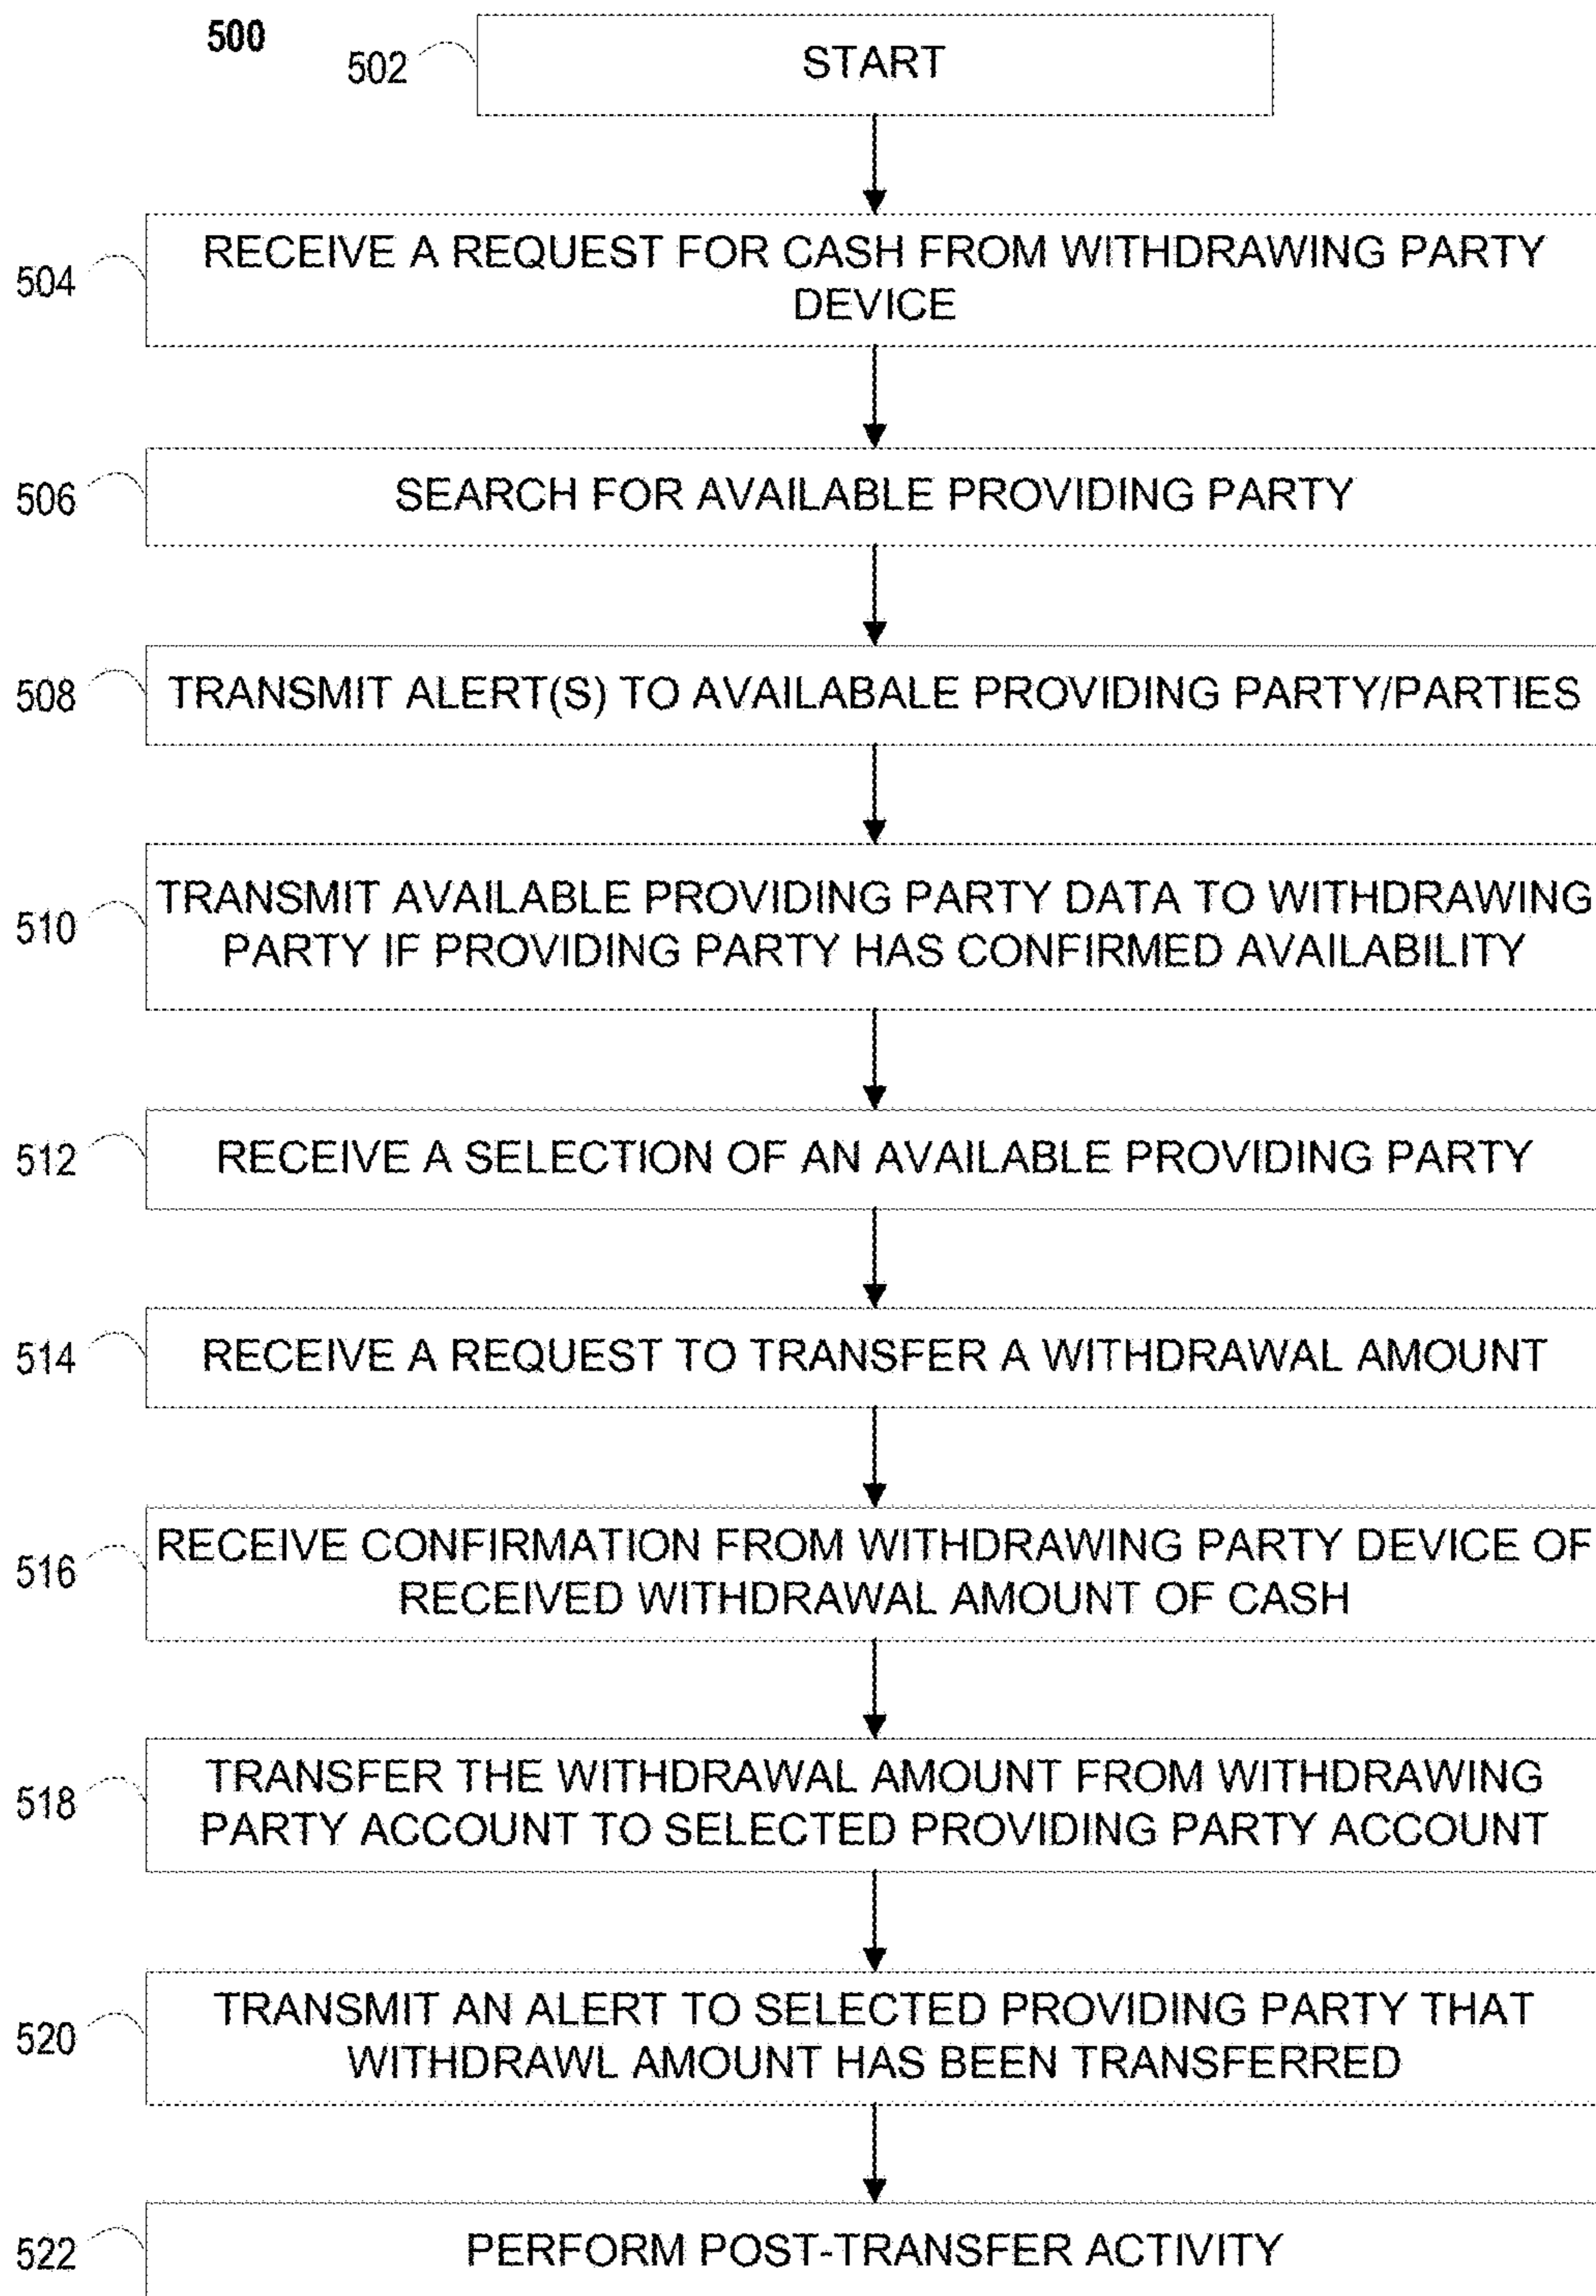 500
502 START
504 RECEIVE A REQUEST FOR CASH FROM WITHDRAWING PARTY
DEVICE
506 SEARCH FOR AVAILABLE PROVIDING PARTY
508 TRANSMIT ALERT(S) TO AVAILABALE PROVIDING PARTY/PARTIES
510 TRANSMIT AVAILABLE PROVIDING PARTY DATA TO WITHDRAWING
PARTY IF PROVIDING PARTY HAS CONFIRMED AVAILABILITY
512 RECEIVE A SELECTION OF AN AVAILABLE PROVIDING PARTY
514 RECEIVE A REQUEST TO TRANSFER A WITHDRAWAL AMOUNT
516 RECEIVE CONFIRMATION FROM WITHDRAWING PARTY DEVICE OF
RECEIVED WITHDRAWAL AMOUNT OF CASH
518 TRANSFER THE WITHDRAWAL AMOUNT FROM WITHDRAWING
PARTY ACCOUNT TO SELECTED PROVIDING PARTY ACCOUNT
520 TRANSMIT AN ALERT TO SELECTED PROVIDING PARTY THAT
WITHDRAWL AMOUNT HAS BEEN TRANSFERRED
522 PERFORM POST-TRANSFER ACTIVITY